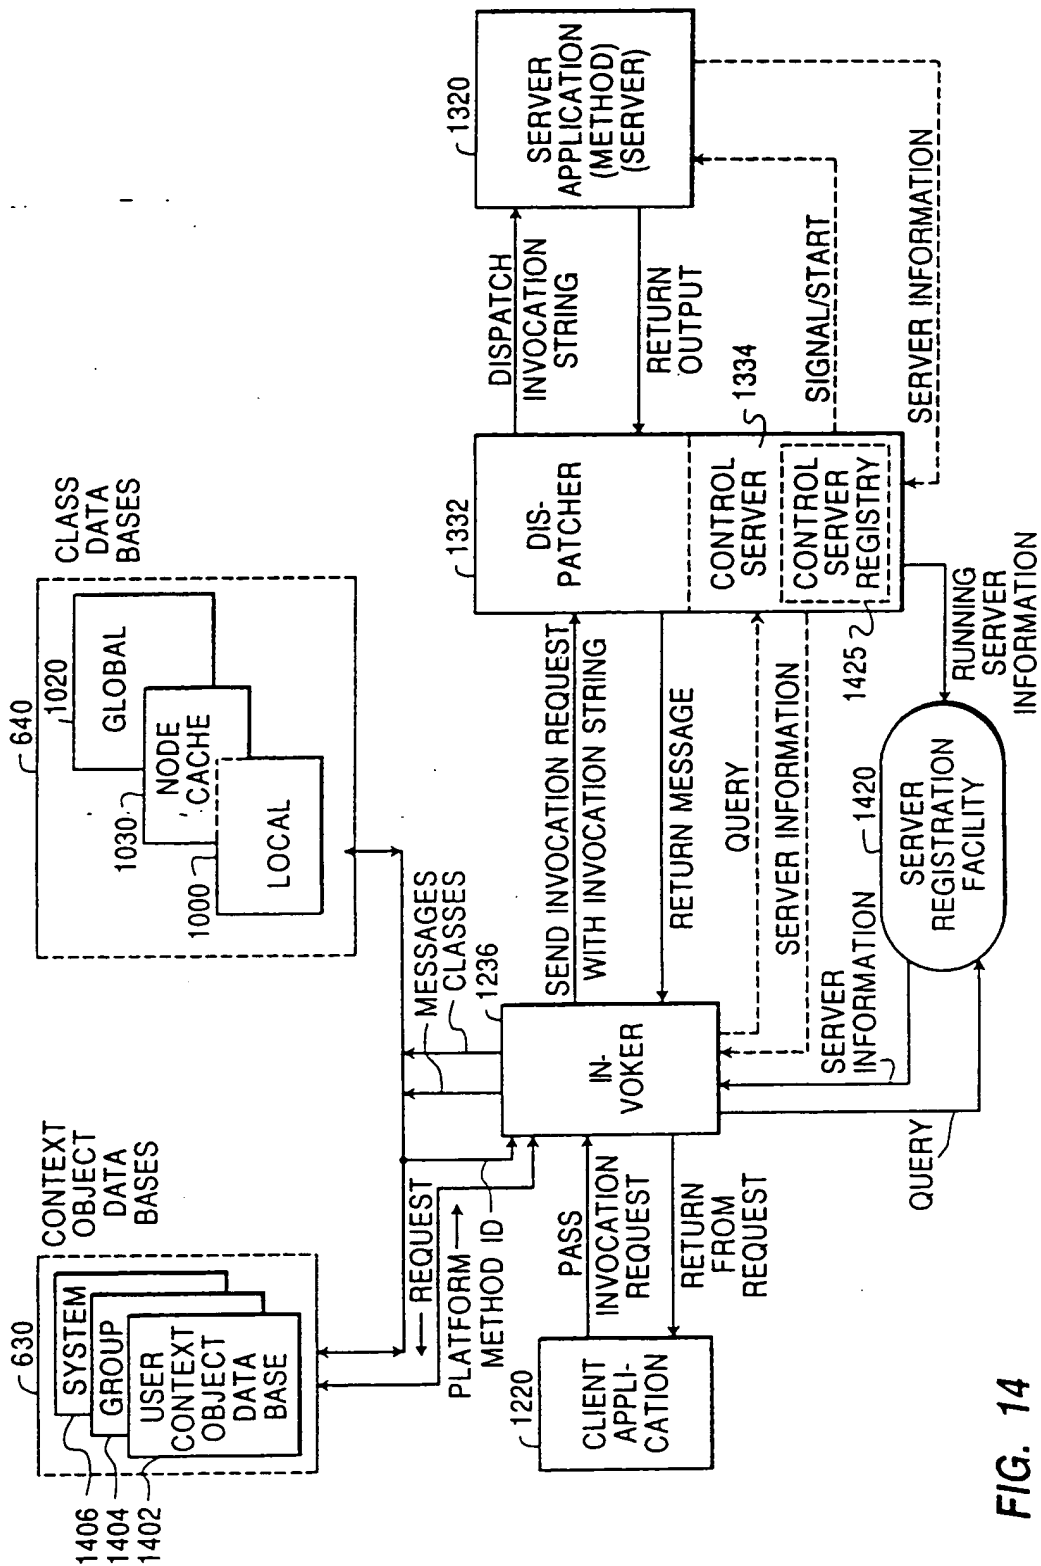 630
SYSTEM
GROUP
USER
CONTEXT
OBJECT
DATA
BASE
CONTEXT
OBJECT
DATA
BASES
1406
1404
1402
640
1020
GLOBAL
1030
NODE
CACHE
1000
LOCAL
CLASS
DATA
BASES
REQUEST
PLATFORM
METHOD ID
MESSAGES
CLASSES
1220
CLIENT
APPLI-
CATION
PASS
INVOCATION
REQUEST
RETURN
FROM
REQUEST
1236
IN-
VOKER
SEND INVOCATION REQUEST
WITH INVOCATION STRING
RETURN MESSAGE
QUERY
SERVER INFORMATION
1332
DIS-
PATCHER
CONTROL
SERVER
1334
CONTROL
SERVER
REGISTRY
1425
DISPATCH
INVOCATION
STRING
RETURN
OUTPUT
1320
SERVER
APPLICATION
(METHOD)
(SERVER)
SIGNAL/START
SERVER INFORMATION
SERVER
INFORMATION
QUERY
1420
SERVER
REGISTRATION
FACILITY
RUNNING
SERVER
INFORMATION
FIG. 14